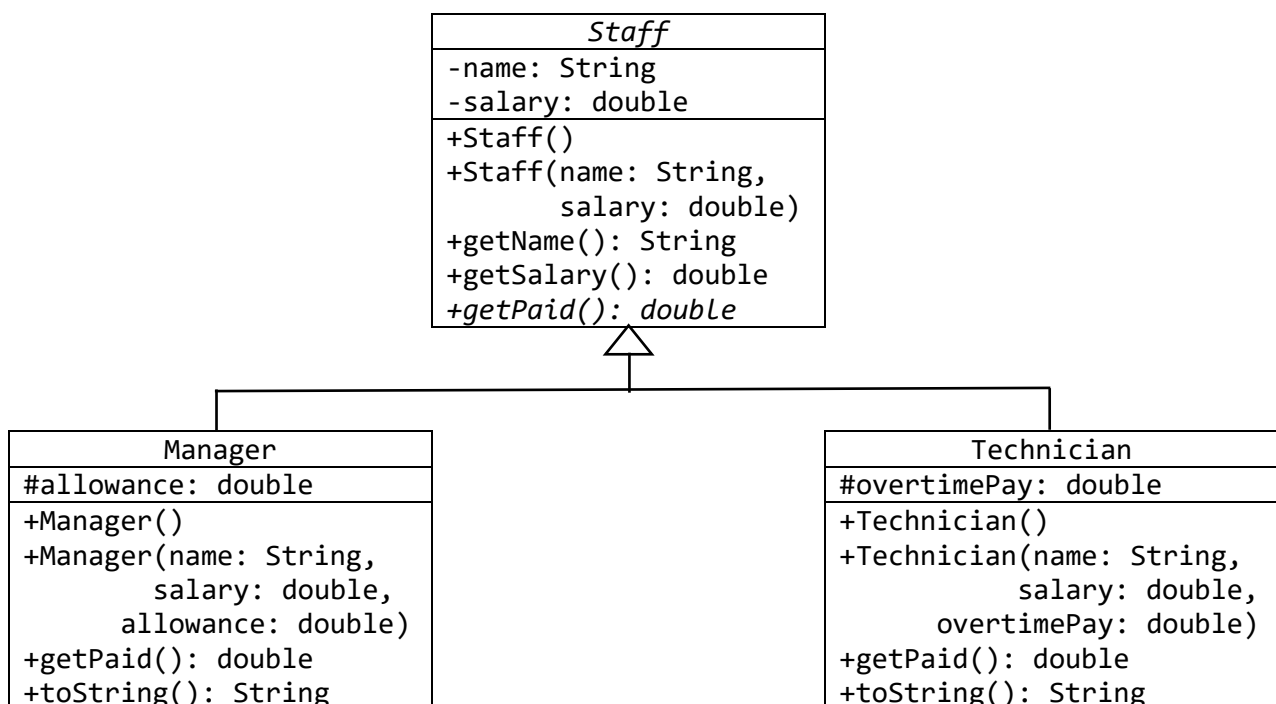 Staff
-name: String
-salary: double
+Staff()
+Staff(name: String,
salary: double)
+getName(): String
+getSalary(): double
+getPaid(): double
Manager
#allowance: double
+Manager()
+Manager(name: String,
salary: double,
allowance: double)
+getPaid(): double
+toString(): String
Technician
#overtimePay: double
+Technician()
+Technician(name: String,
salary: double,
overtimePay: double)
+getPaid(): double
+toString(): String